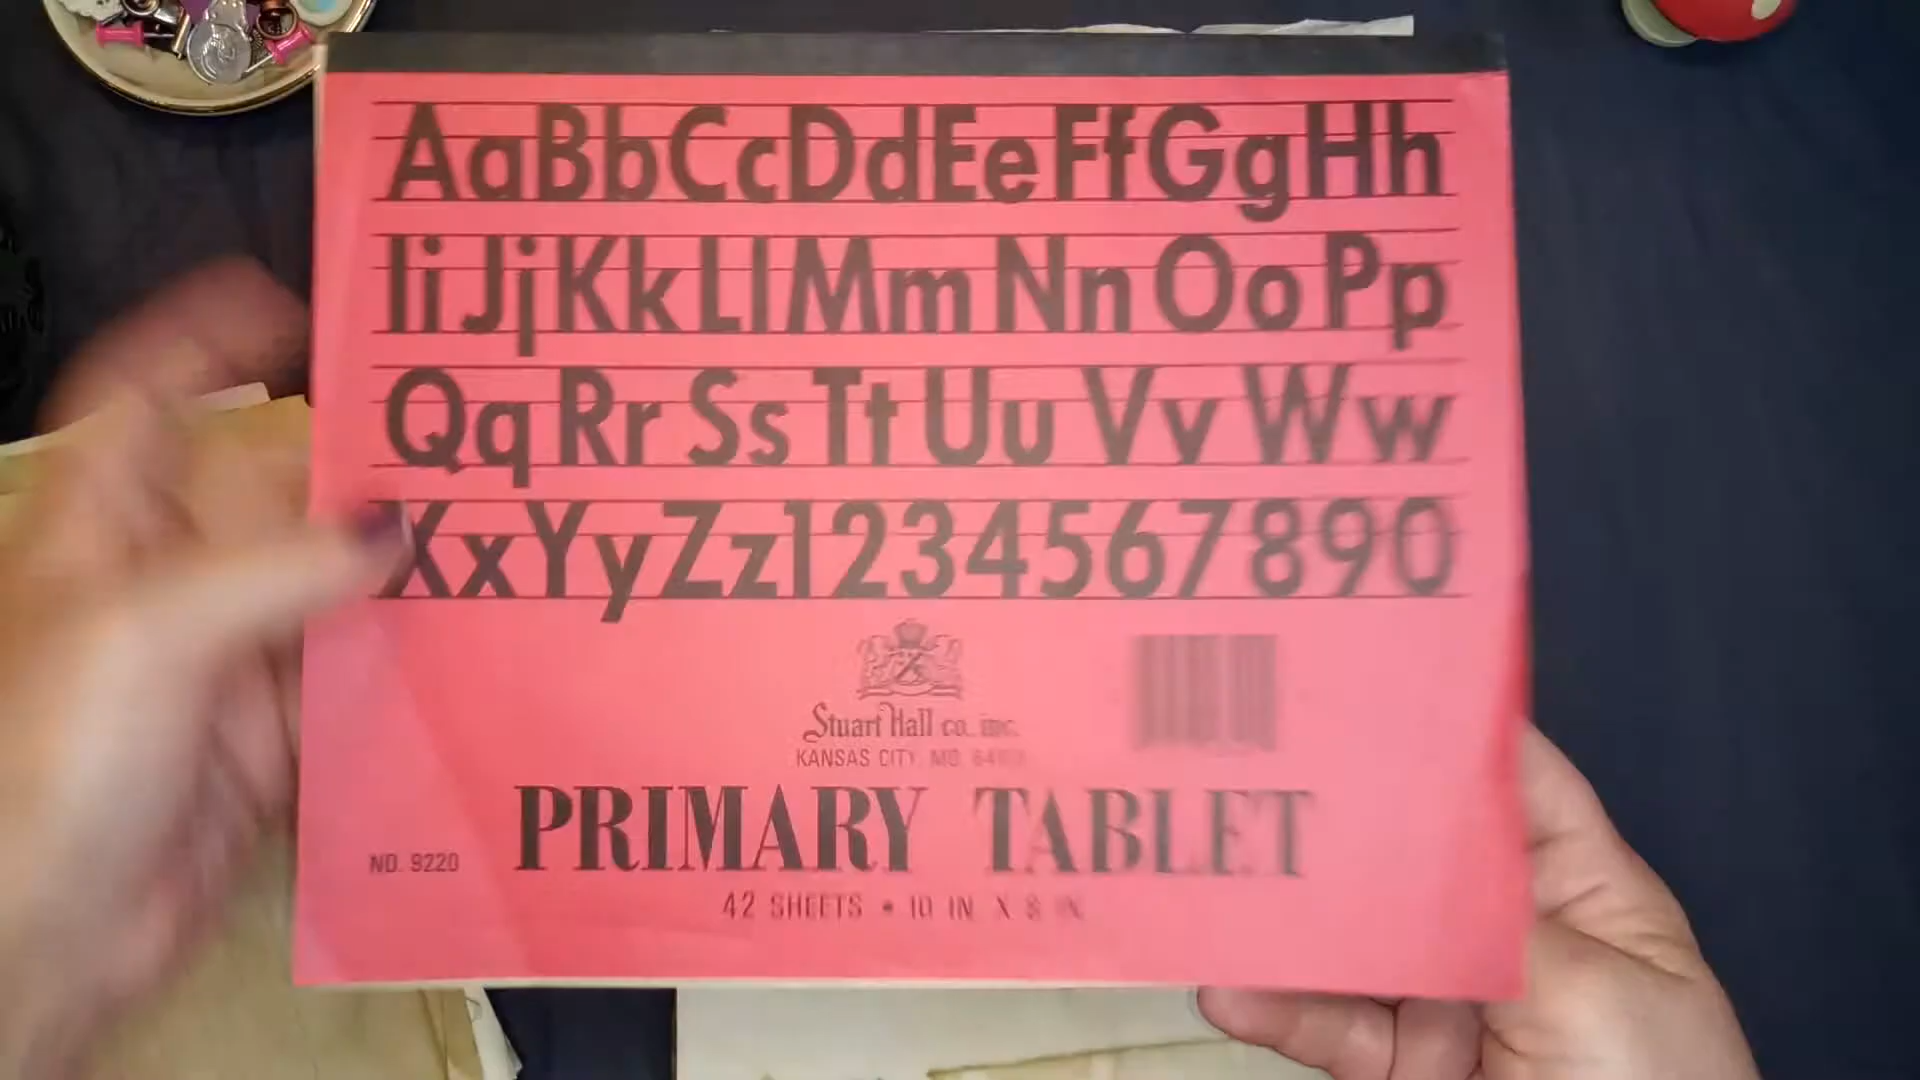 AaBbCcDdEeFfGgHh
IiJjKkLlMmNnOoPp
QqRrSsTtUuVvWw
XxYyZz1234567890
Stuart Hall co. inc.
KANSAS CITY, MO.
PRIMARY TABLET
NO. 9220
42 SHEETS • 10 IN. X 8 IN.